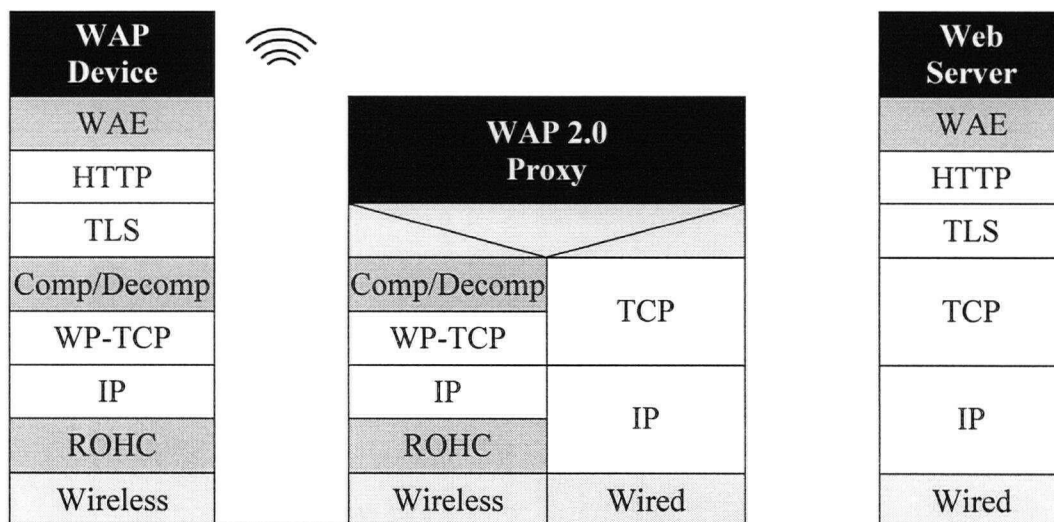 WAP
Device
WAE
HTTP
TLS
Comp/Decomp
WP-TCP
IP
ROHC
Wireless
WAP 2.0
Proxy
Comp/Decomp
WP-TCP
IP
ROHC
Wireless
TCP
IP
Wired
Web
Server
WAE
HTTP
TLS
TCP
IP
Wired